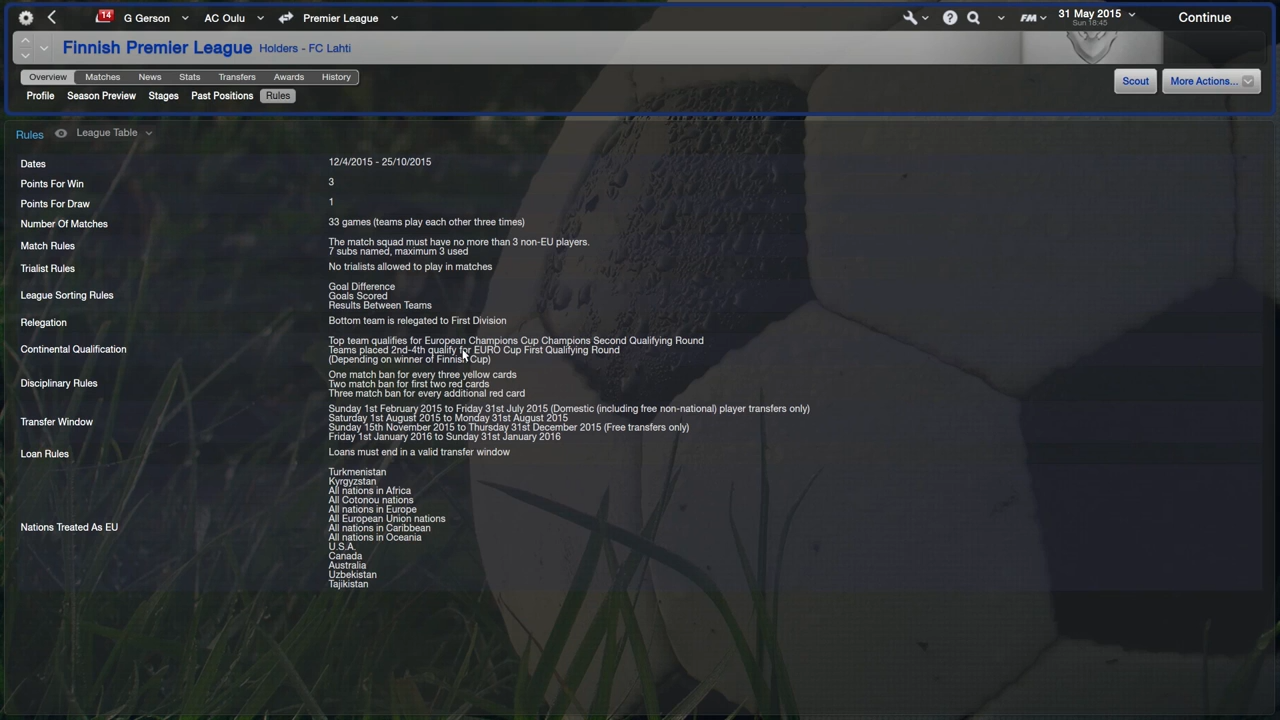 14 G Gerson AC Oulu Premier League FM 31 May 2015 Sun 18:45 Continue
Finnish Premier League Holders - FC Lahti
Overview Matches News Stats Transfers Awards History
Scout More Actions...
Profile Season Preview Stages Past Positions Rules
Rules League Table
Dates 12/4/2015 - 25/10/2015
Points For Win 3
Points For Draw 1
Number Of Matches 33 games (teams play each other three times)
Match Rules The match squad must have no more than 3 non-EU players.
7 subs named, maximum 3 used
Trialist Rules No trialists allowed to play in matches
League Sorting Rules Goal Difference
Goals Scored
Results Between Teams
Relegation Bottom team is relegated to First Division
Continental Qualification Top team qualifies for European Champions Cup Champions Second Qualifying Round
Teams placed 2nd-4th qualify for EURO Cup First Qualifying Round
(Depending on winner of Finnish Cup)
Disciplinary Rules One match ban for every three yellow cards
Two match ban for first two red cards
Three match ban for every additional red card
Transfer Window Sunday 1st February 2015 to Friday 31st July 2015 (Domestic (including free non-national) player transfers only)
Saturday 1st August 2015 to Monday 31st August 2015
Sunday 15th November 2015 to Thursday 31st December 2015 (Free transfers only)
Friday 1st January 2016 to Sunday 31st January 2016
Loan Rules Loans must end in a valid transfer window
Nations Treated As EU Turkmenistan
Kyrgyzstan
All nations in Africa
All Cotonou nations
All nations in Europe
All European Union nations
All nations in Caribbean
All nations in Oceania
U.S.A.
Canada
Australia
Uzbekistan
Tajikistan